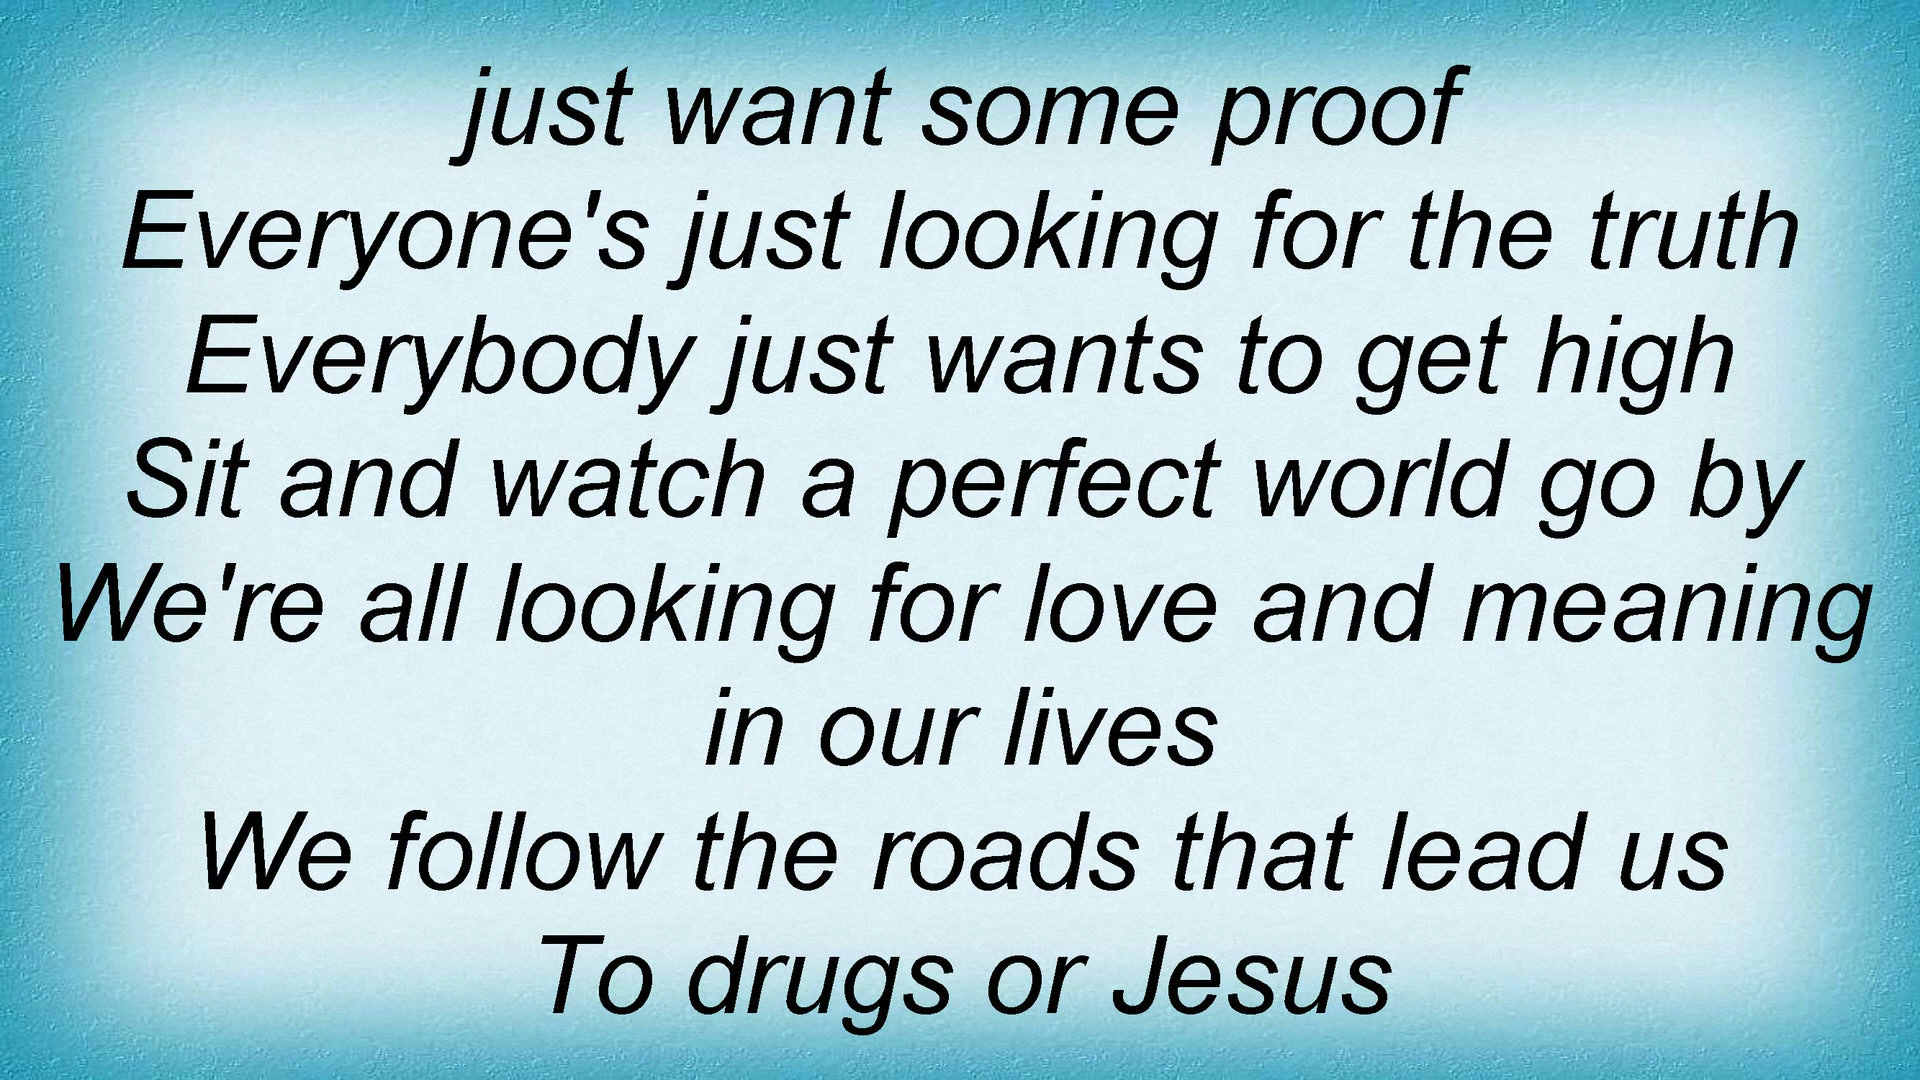 just want some proof
Everyone's just looking for the truth
Everybody just wants to get high
Sit and watch a perfect world go by
We're all looking for love and meaning
in our lives
We follow the roads that lead us
To drugs or Jesus